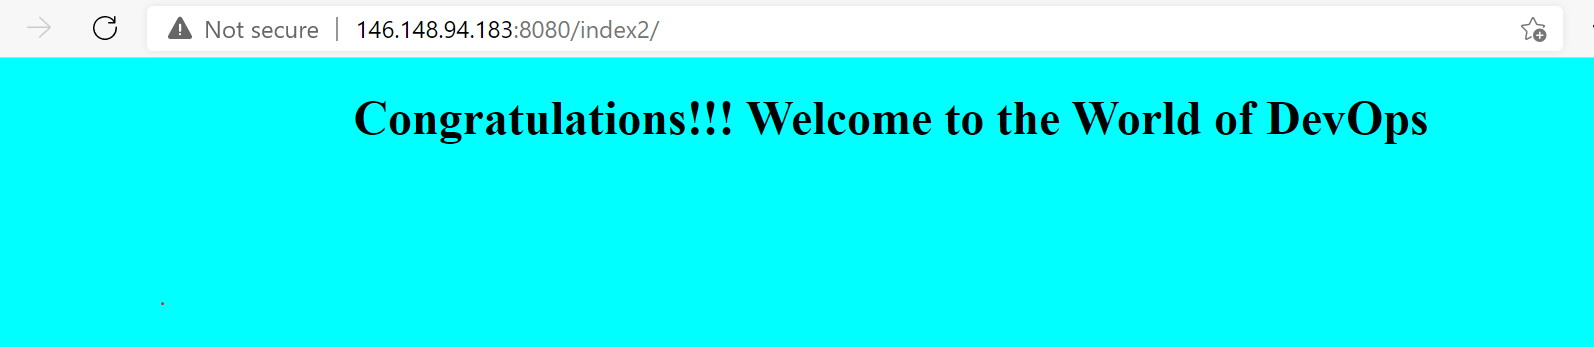 Not secure | 146.148.94.183:8080/index2/
Congratulations!!! Welcome to the World of DevOps